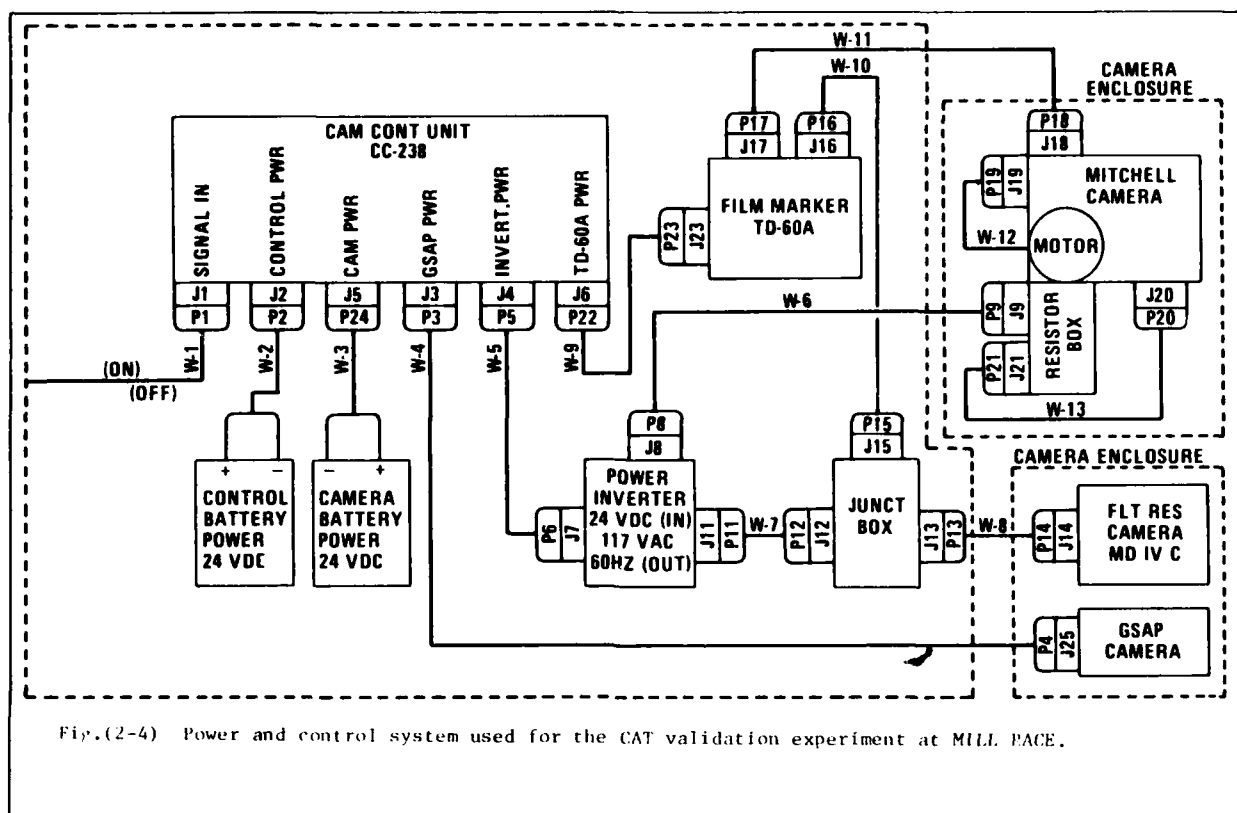 W-11
W-10
CAMERA
ENCLOSURE
CAM CONT UNIT
CC-238
SIGNAL IN
CONTROL PWR
CAM PWR
GSAP PWR
INVERT.PWR
TD-60A PWR
J1
J2
J5
J3
J4
J6
P1
P2
P24
P3
P5
P22
W-1
W-2
W-3
W-4
W-5
W-9
(ON)
(OFF)
P17
J17
P16
J16
FILM MARKER
TD-60A
P23
J23
P18
J18
P19
J19
MITCHELL
CAMERA
W-12
MOTOR
W-6
P9
J9
RESISTOR
BOX
P21
J21
J20
P20
W-13
+ −
CONTROL
BATTERY
POWER
24 VDC
− +
CAMERA
BATTERY
POWER
24 VDC
P8
J8
POWER
INVERTER
24 VDC (IN)
117 VAC
60HZ (OUT)
P6
J7
J11
P11
W-7
P15
J15
JUNCT
BOX
P12
J12
J13
P13
W-8
CAMERA ENCLOSURE
P14
J14
FLT RES
CAMERA
MD IV C
P4
J25
GSAP
CAMERA
Fig.(2-4) Power and control system used for the CAT validation experiment at MILL RACE.